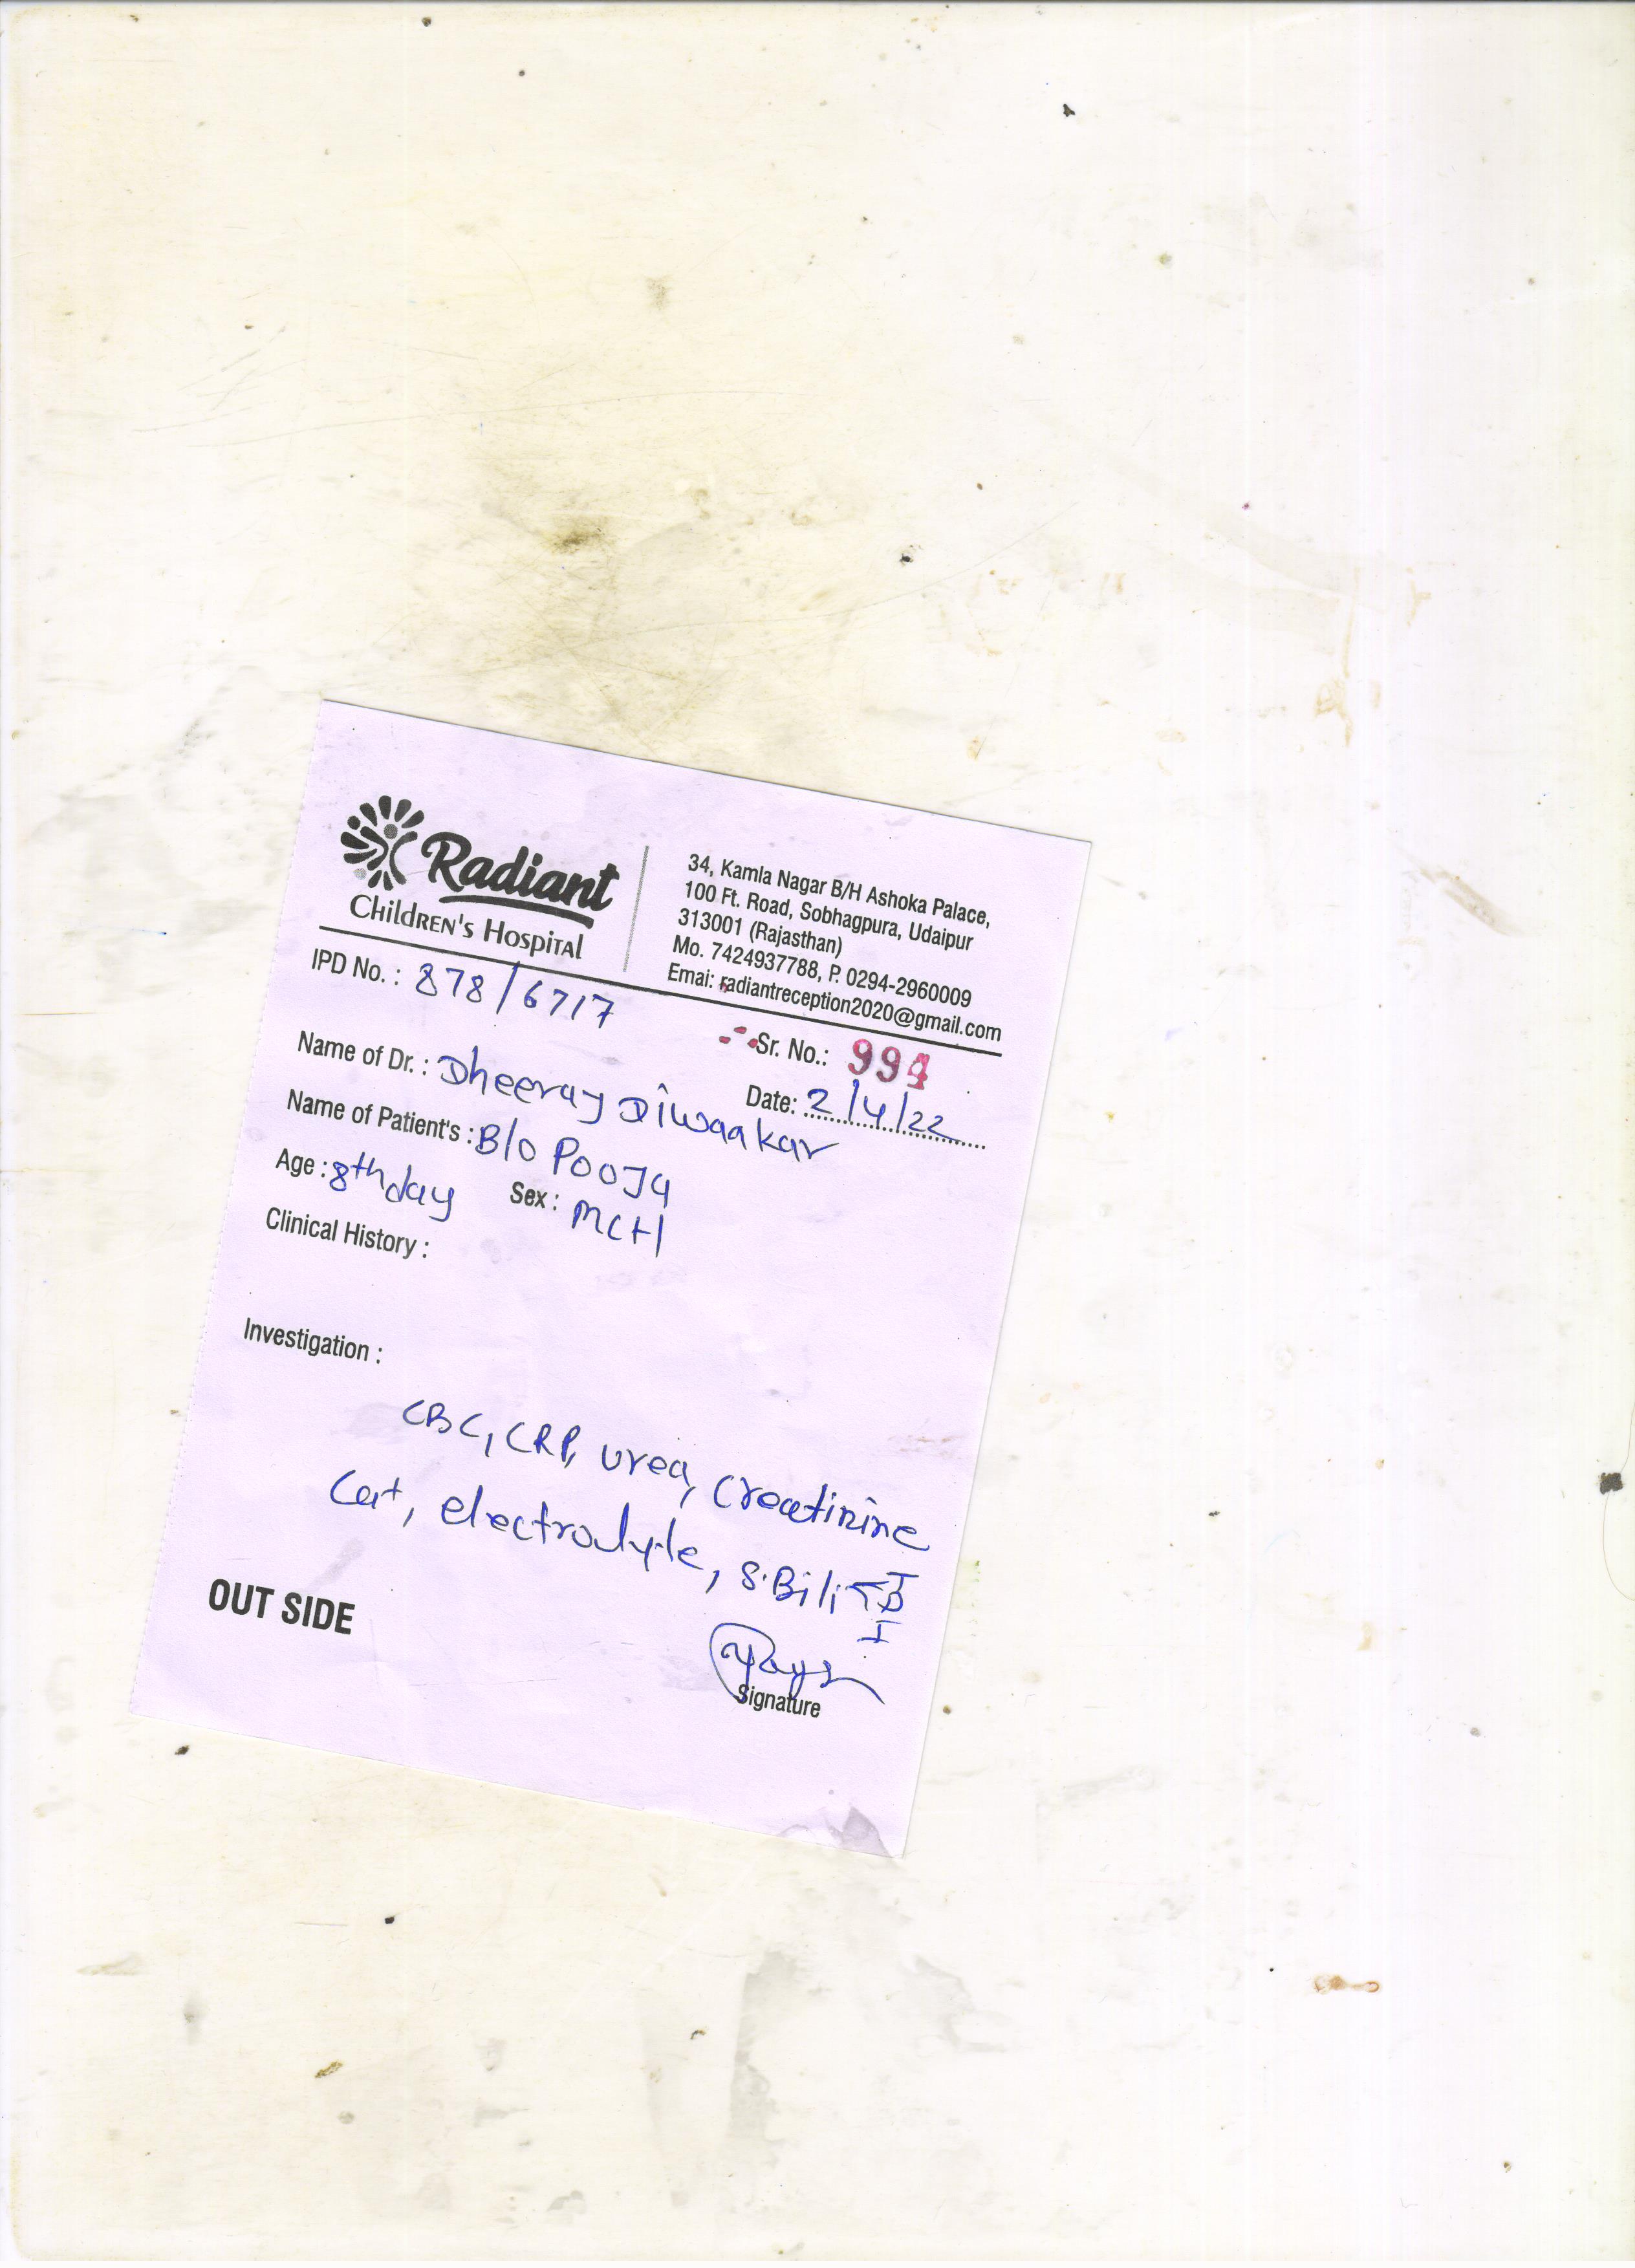 Radiant
Children's Hospital
34, Kamla Nagar B/H Ashoka Palace,
100 Ft. Road, Sobhagpura, Udaipur
313001 (Rajasthan)
Mo. 7424937788, P. 0294-2960009
Emai: radiantreception2020@gmail.com
IPD No. : 878/6717
Sr. No.: 994
Name of Dr. : Dheeraj Diwaakar
Date: 2/4/22
Name of Patient's : B/o Pooja
Age : 8th day Sex : MCH
Clinical History :
Investigation :
CBC, CRP, urea, Creatinine
Ca+, electrolyte, S.Bili T
D
I
OUT SIDE
Signature